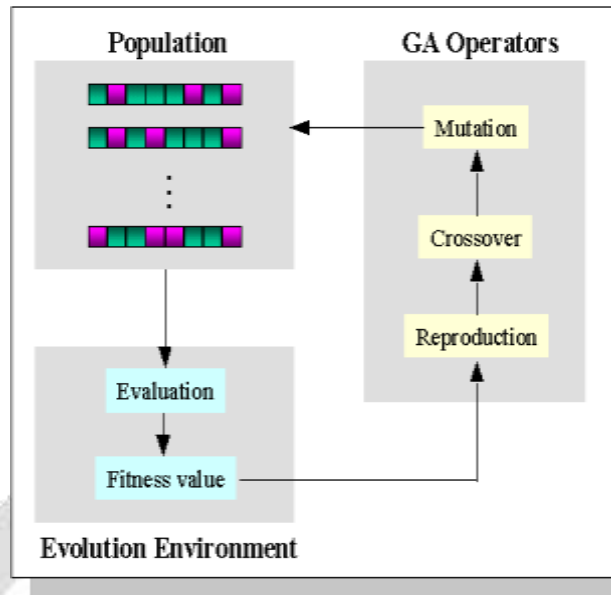 Population
GA Operators
Mutation
Crossover
Reproduction
Evaluation
Fitness value
Evolution Environment